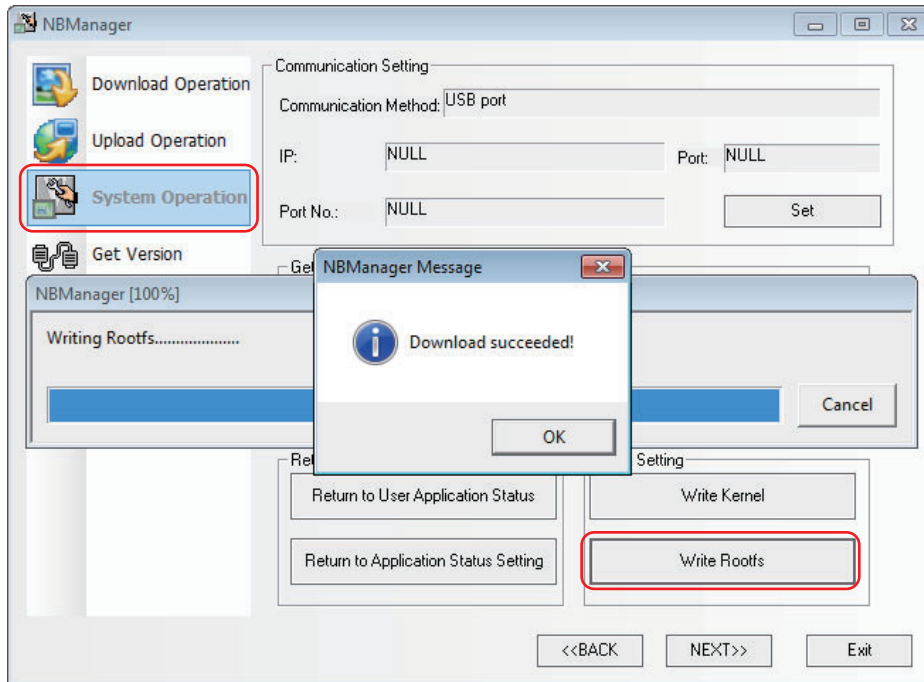 NBManager
Download Operation
Upload Operation
System Operation
Get Version
Communication Setting
Communication Method: USB port
IP: NULL Port: NULL
Port No.: NULL Set
NBManager [100%]
Writing Rootfs....................
Cancel
NBManager Message
Download succeeded!
OK
Setting
Return to User Application Status Write Kernel
Return to Application Status Setting Write Rootfs
<<BACK NEXT>> Exit